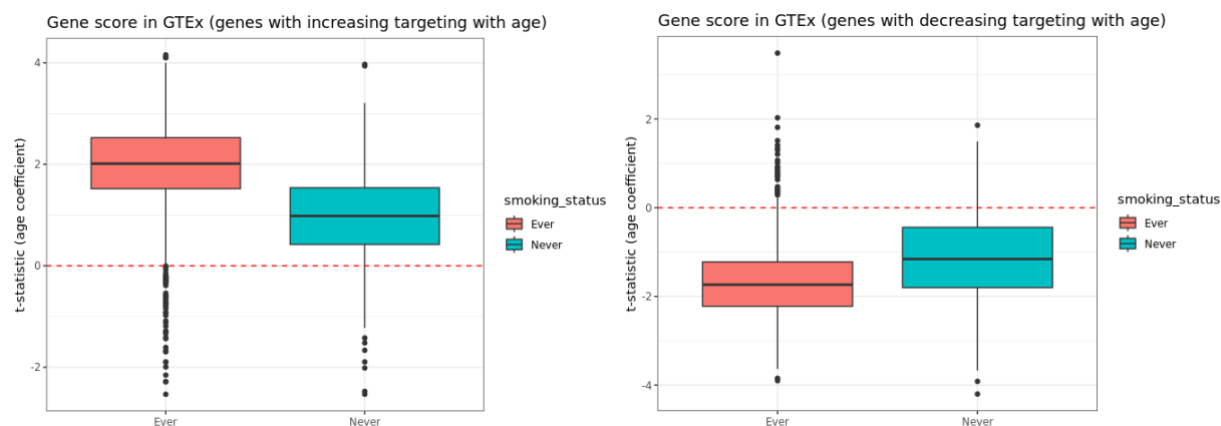 Gene score in GTEx (genes with increasing targeting with age)
t-statistic (age coefficient)
4
2
0
-2
Ever
Never
smoking_status
Ever
Never
Gene score in GTEx (genes with decreasing targeting with age)
t-statistic (age coefficient)
2
0
-2
-4
Ever
Never
smoking_status
Ever
Never